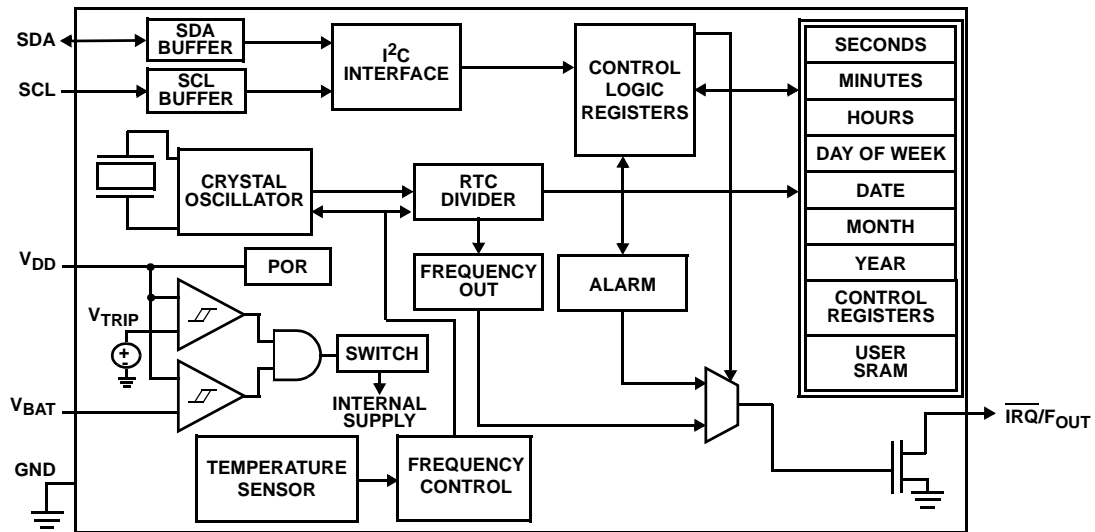 SDA
SDA
BUFFER
I²C
INTERFACE
CONTROL
LOGIC
REGISTERS
SECONDS
MINUTES
HOURS
DAY OF WEEK
DATE
MONTH
YEAR
CONTROL
REGISTERS
USER
SRAM
SCL
SCL
BUFFER
CRYSTAL
OSCILLATOR
RTC
DIVIDER
VDD
POR
FREQUENCY
OUT
ALARM
VTRIP
+
-
SWITCH
INTERNAL
SUPPLY
VBAT
IRQ/FOUT
GND
TEMPERATURE
SENSOR
FREQUENCY
CONTROL